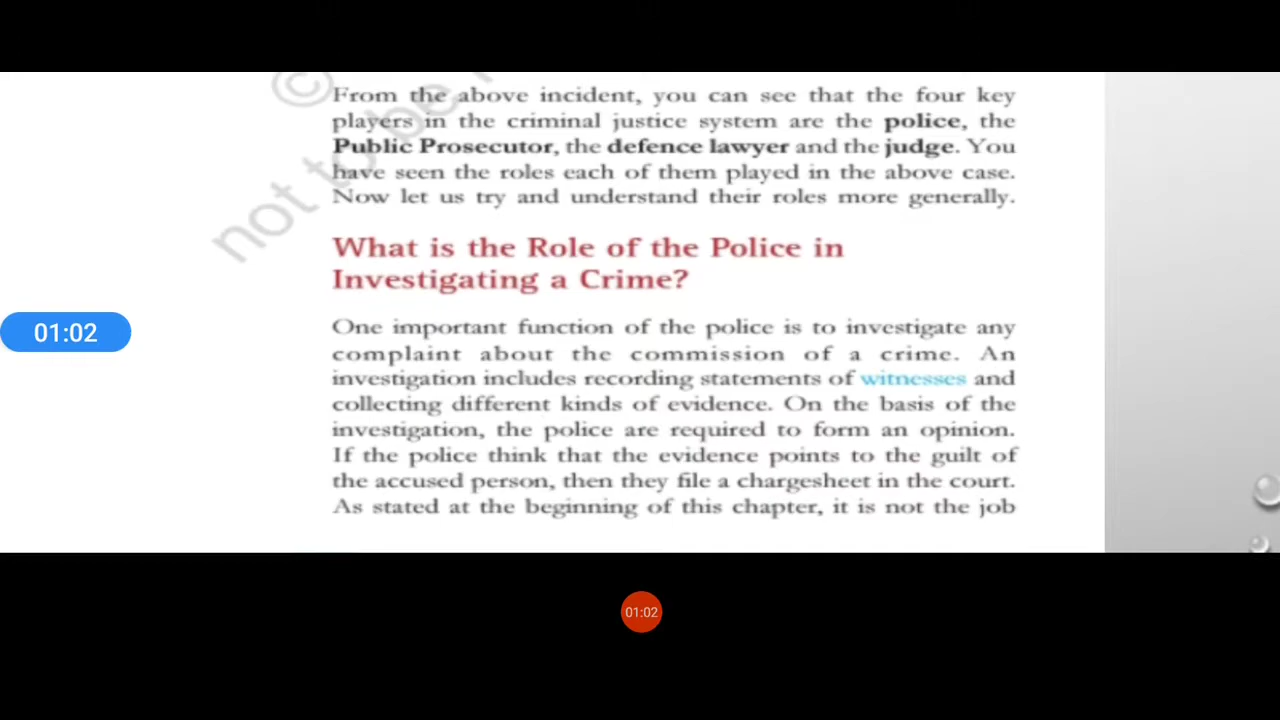 From the above incident, you can see that the four key
players in the criminal justice system are the police, the
Public Prosecutor, the defence lawyer and the judge. You
have seen the roles each of them played in the above case.
Now let us try and understand their roles more generally.
What is the Role of the Police in
Investigating a Crime?
One important function of the police is to investigate any
complaint about the commission of a crime. An
investigation includes recording statements of witnesses and
collecting different kinds of evidence. On the basis of the
investigation, the police are required to form an opinion.
If the police think that the evidence points to the guilt of
the accused person, then they file a chargesheet in the court.
As stated at the beginning of this chapter, it is not the job
01:02
01:02
©
not to be